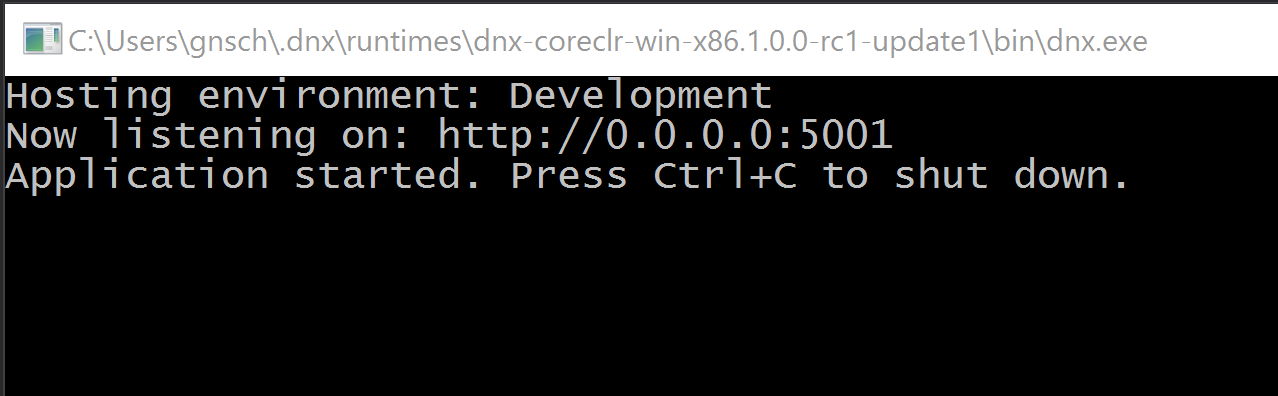 C:\Users\gnsch\.dnx\runtimes\dnx-coreclr-win-x86.1.0.0-rc1-update1\bin\dnx.exe
Hosting environment: Development
Now listening on: http://0.0.0.0:5001
Application started. Press Ctrl+C to shut down.